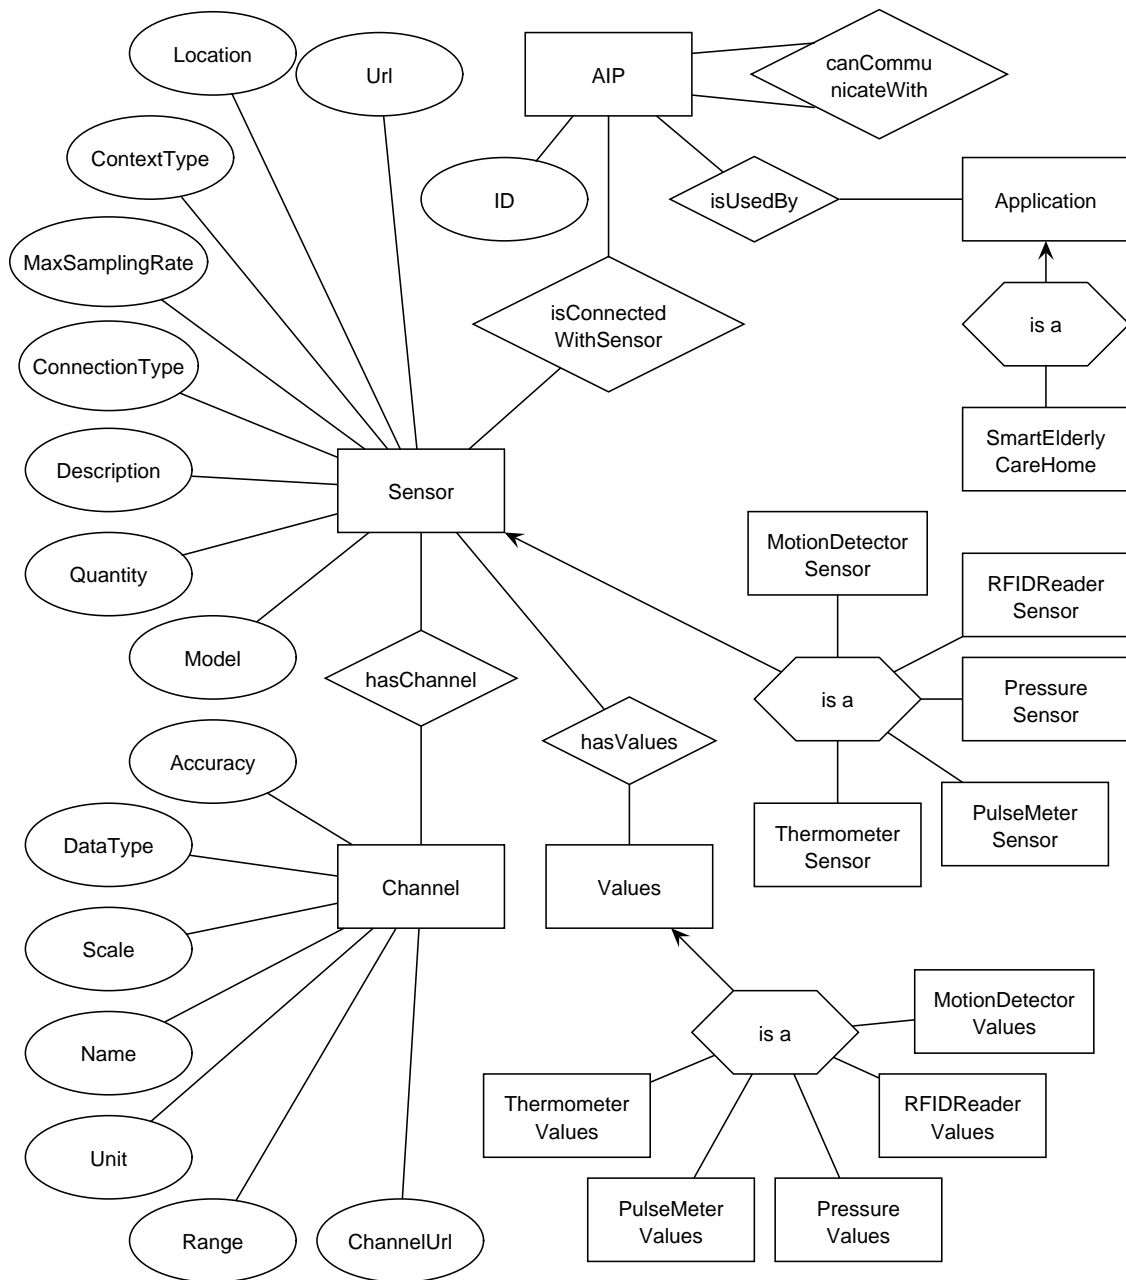 Location
Url
AIP
canCommu
nicateWith
ContextType
ID
isUsedBy
Application
MaxSamplingRate
isConnected
WithSensor
is a
ConnectionType
SmartElderly
CareHome
Description
Sensor
MotionDetector
Sensor
Quantity
RFIDReader
Sensor
Model
hasChannel
is a
Pressure
Sensor
hasValues
Accuracy
PulseMeter
Sensor
DataType
Thermometer
Sensor
Channel
Values
Scale
MotionDetector
Values
is a
Name
Thermometer
Values
RFIDReader
Values
Unit
PulseMeter
Values
Pressure
Values
Range
ChannelUrl